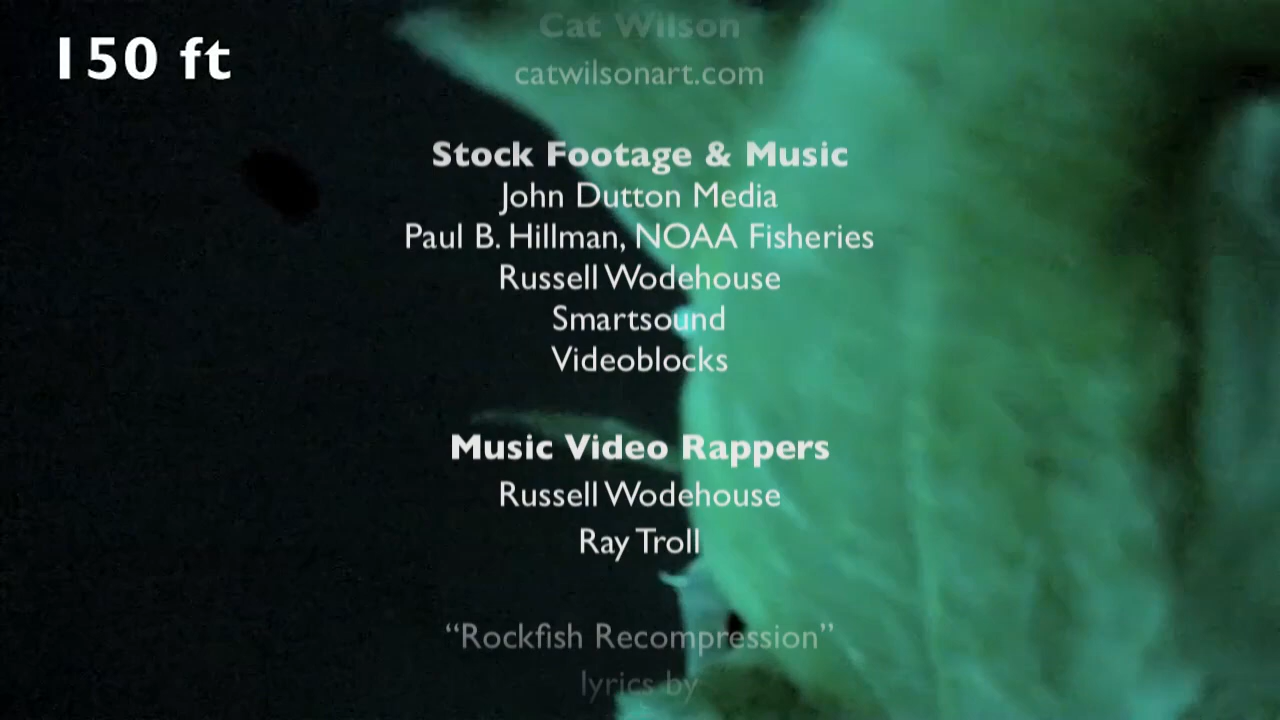 150 ft
Cat Wilson
catwilsonart.com
Stock Footage & Music
John Dutton Media
Paul B. Hillman, NOAA Fisheries
Russell Wodehouse
Smartsound
Videoblocks
Music Video Rappers
Russell Wodehouse
Ray Troll
“Rockfish Recompression”
lyrics by